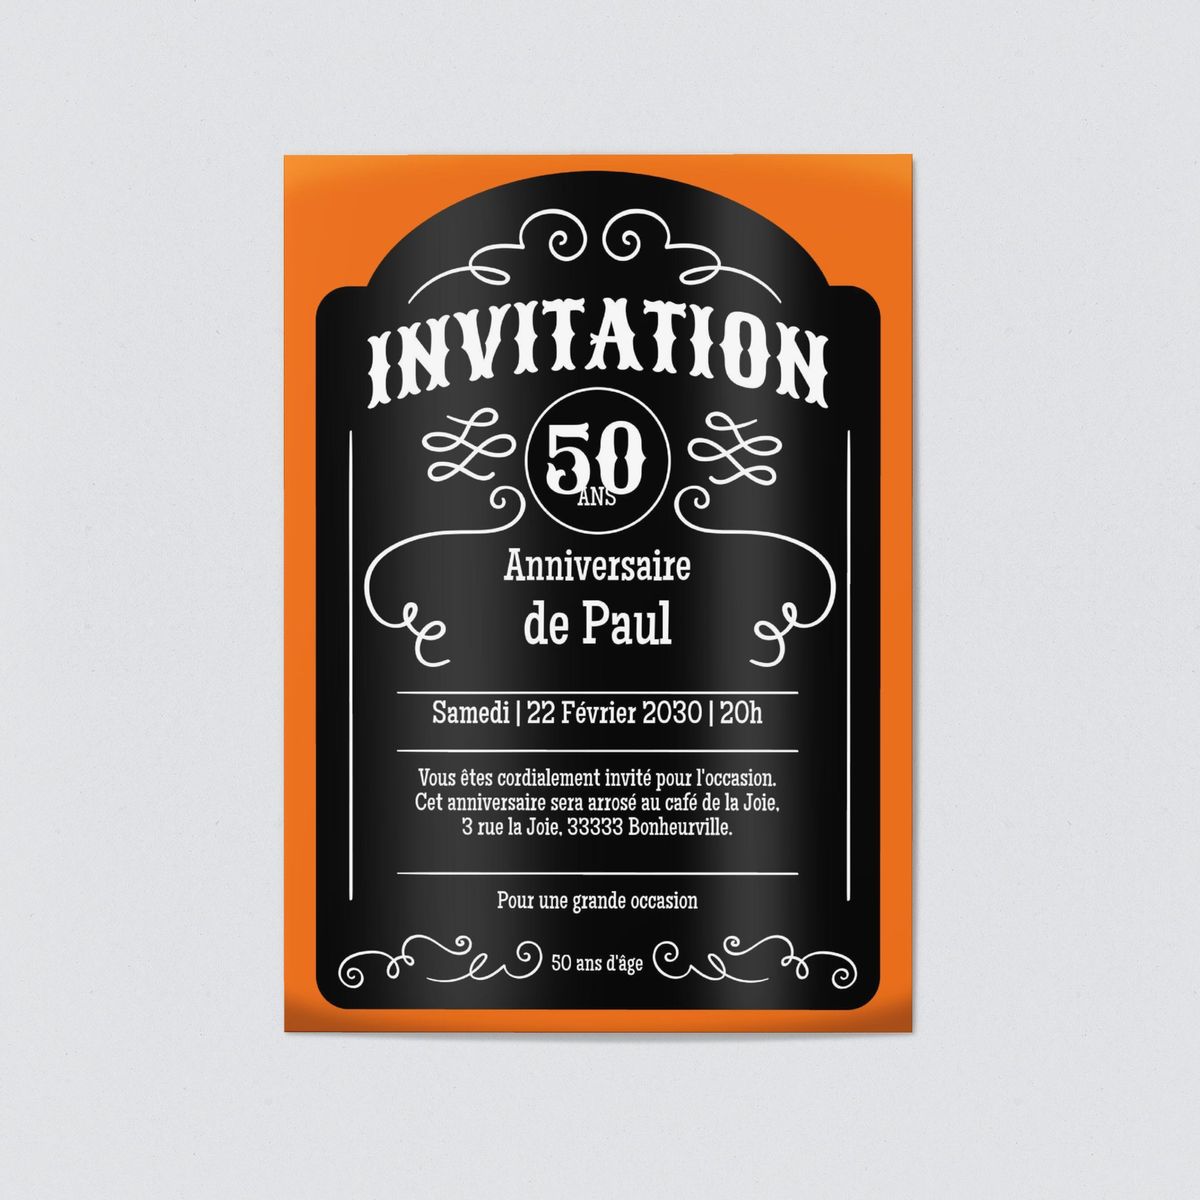 INVITATION
50
ANS
Anniversaire
de Paul
Samedi | 22 Février 2030 | 20h
Vous êtes cordialement invité pour l'occasion.
Cet anniversaire sera arrosé au café de la Joie,
3 rue la Joie, 33333 Bonheurville.
Pour une grande occasion
50 ans d'âge